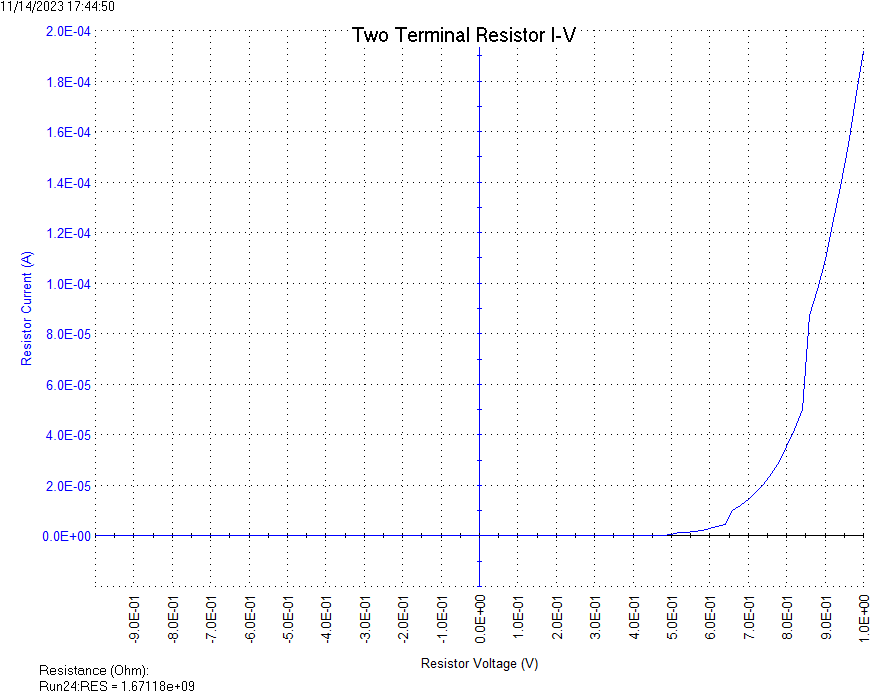 11/14/2023 17:44:50
Two Terminal Resistor I-V
2.0E-04
1.8E-04
1.6E-04
1.4E-04
1.2E-04
1.0E-04
8.0E-05
6.0E-05
4.0E-05
2.0E-05
0.0E+00
Resistor Current (A)
-9.0E-01
-8.0E-01
-7.0E-01
-6.0E-01
-5.0E-01
-4.0E-01
-3.0E-01
-2.0E-01
-1.0E-01
0.0E+00
1.0E-01
2.0E-01
3.0E-01
4.0E-01
5.0E-01
6.0E-01
7.0E-01
8.0E-01
9.0E-01
1.0E+00
Resistor Voltage (V)
Resistance (Ohm):
Run24:RES = 1.67118e+09